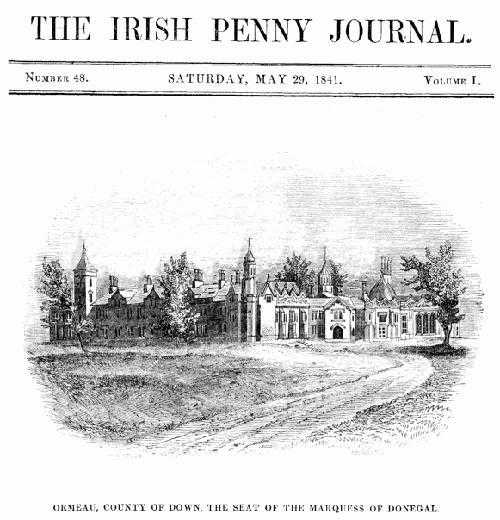 THE IRISH PENNY JOURNAL.
NUMBER 48. SATURDAY, MAY 29, 1841. VOLUME I.
ORMEAU, COUNTY OF DOWN, THE SEAT OF THE MARQUESS OF DONEGAL